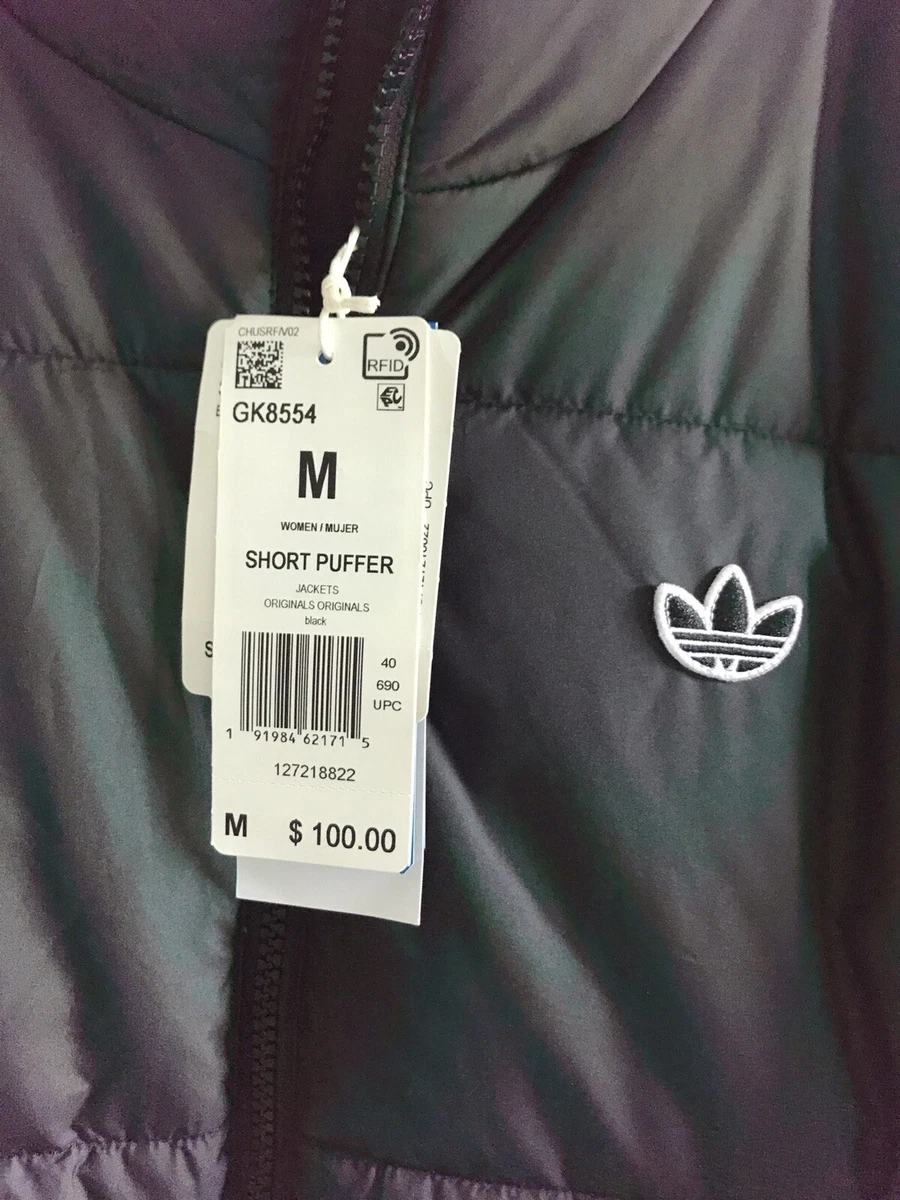 CHUSRF/V02
RFID
GK8554
M
WOMEN / MUJER
SHORT PUFFER
JACKETS
ORIGINALS ORIGINALS
black
40
690
UPC
1 91984 62171 5
127218822
M $ 100.00
UPC
S